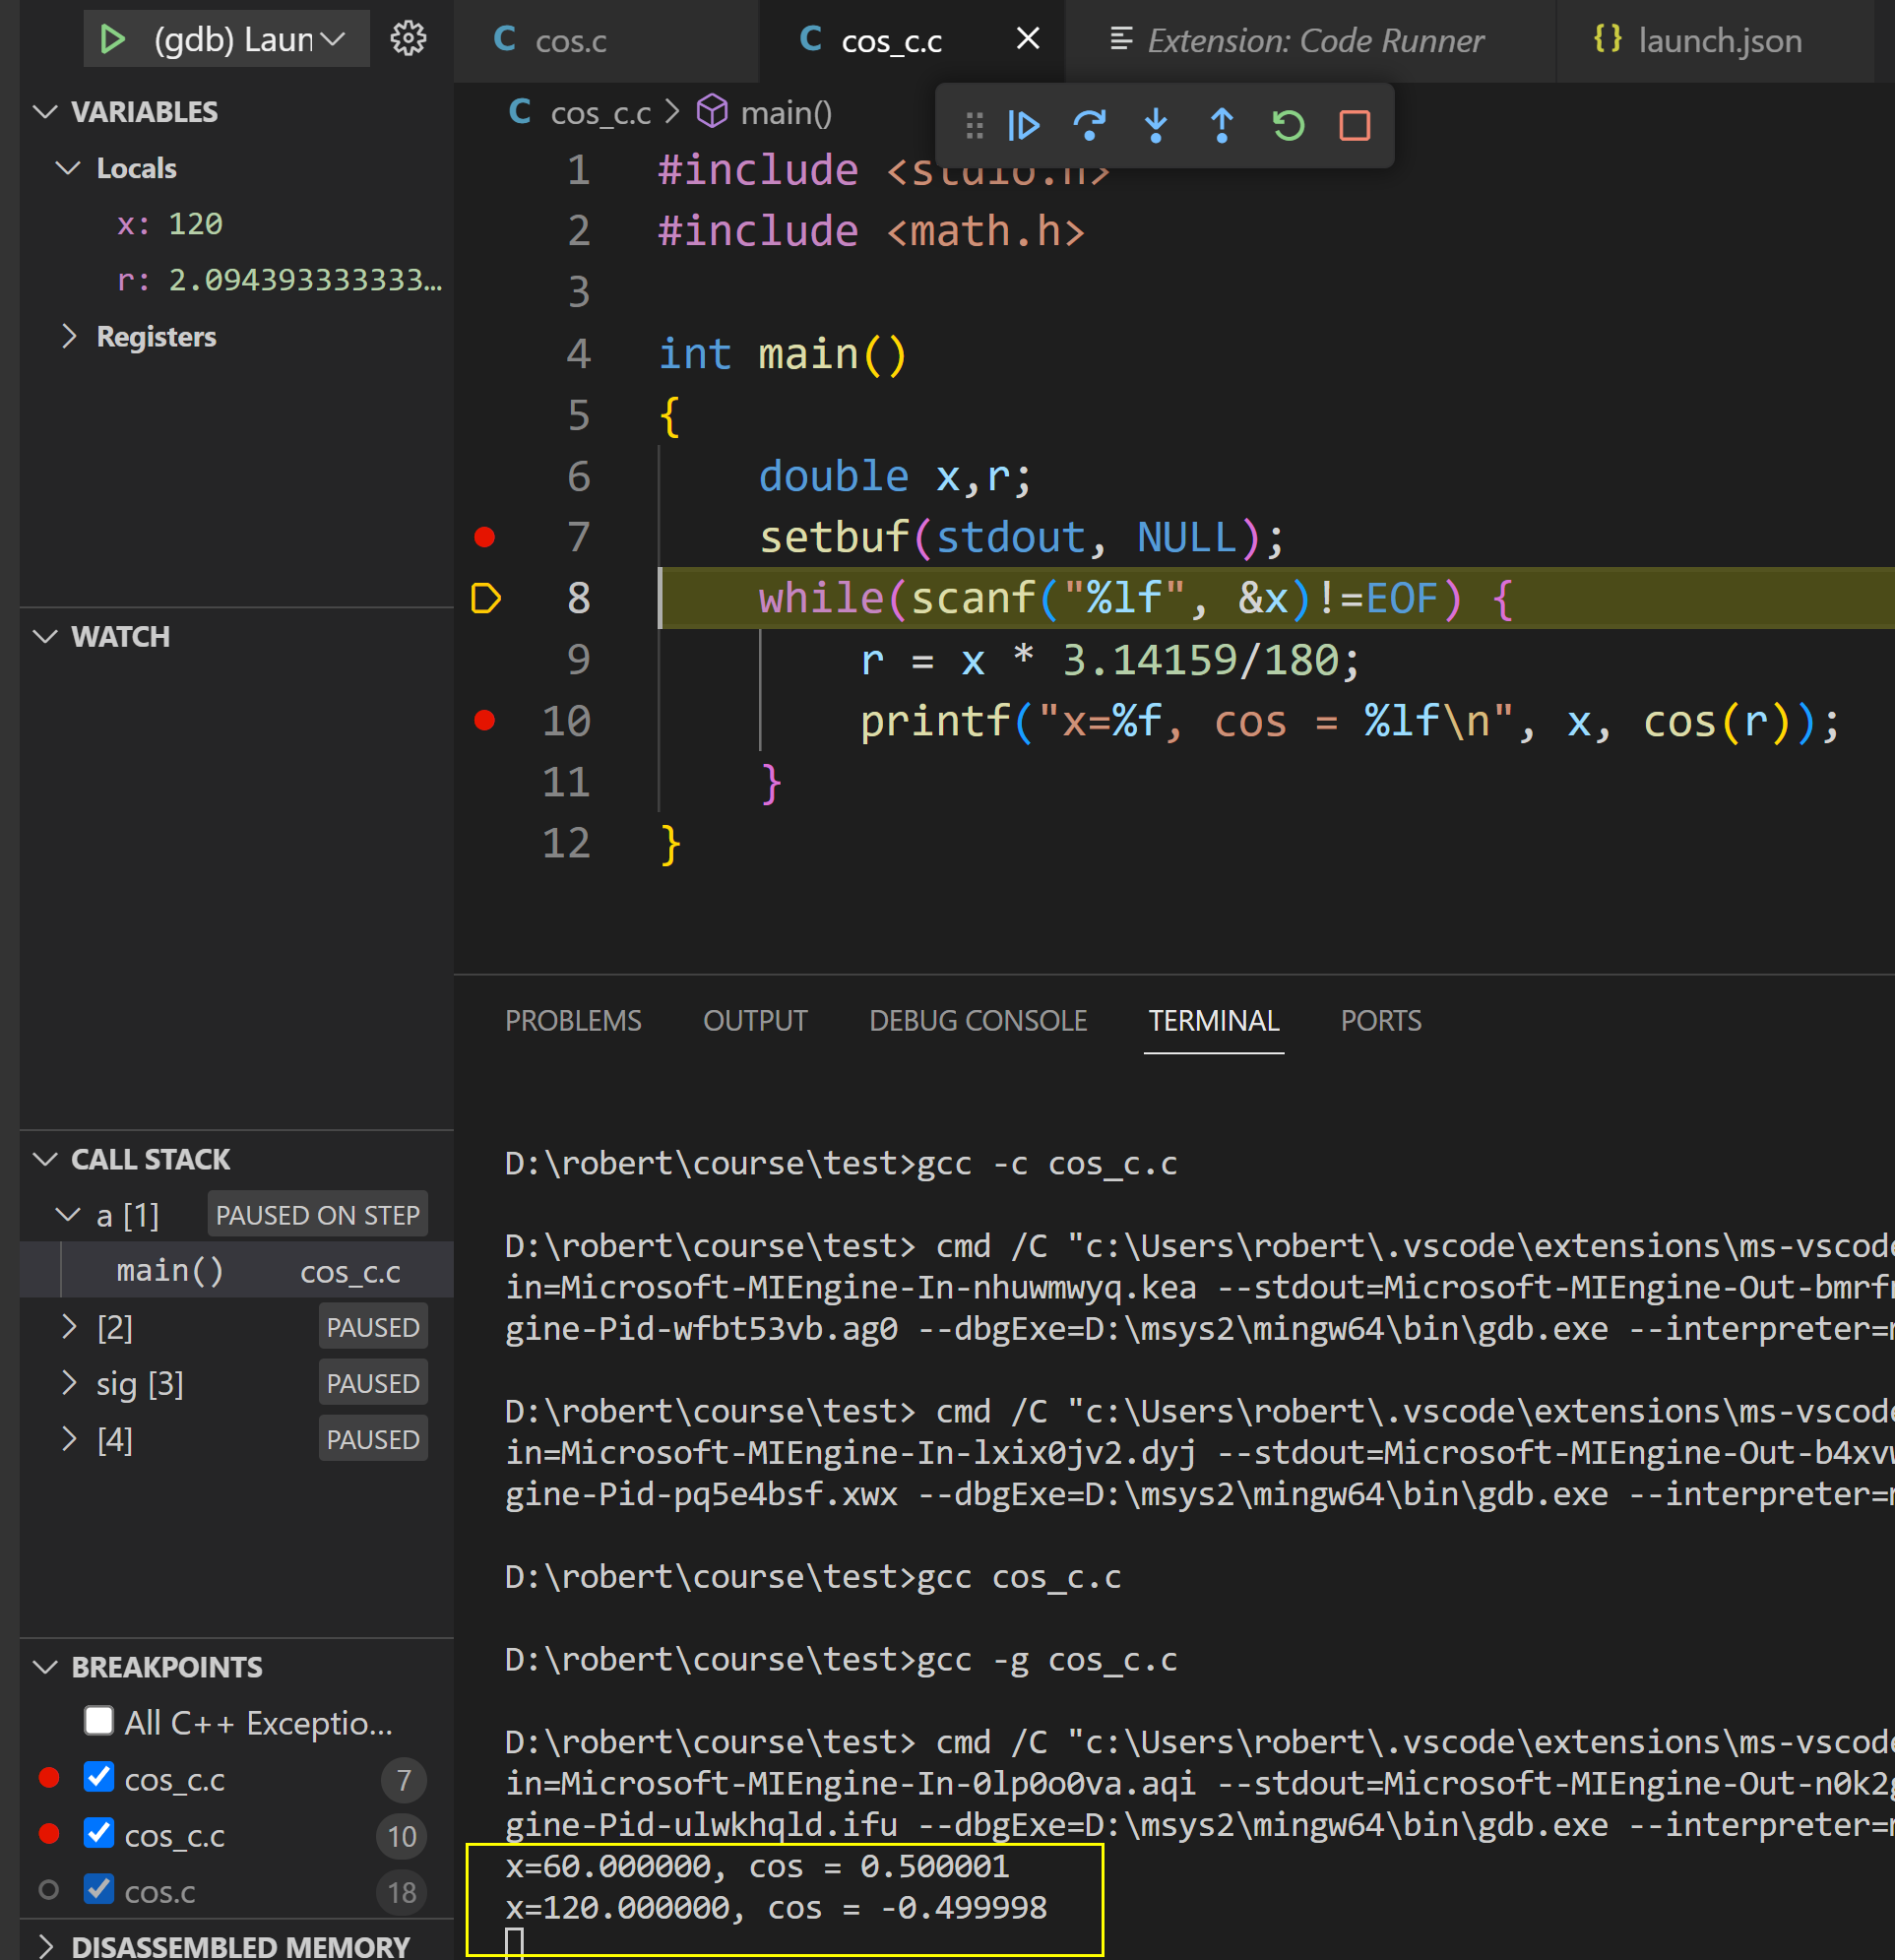 (gdb) Laun
VARIABLES
Locals
x: 120
r: 2.094393333333…
Registers
WATCH
CALL STACK
a [1] PAUSED ON STEP
main() cos_c.c
[2] PAUSED
sig [3] PAUSED
[4] PAUSED
BREAKPOINTS
All C++ Exceptio...
cos_c.c 7
cos_c.c 10
cos.c 18
DISASSEMBLED MEMORY
cos.c cos_c.c Extension: Code Runner {} launch.json
cos_c.c > main()
1 #include <stdio.h>
2 #include <math.h>
3
4 int main()
5 {
6 double x,r;
7 setbuf(stdout, NULL);
8 while(scanf("%lf", &x)!=EOF) {
9 r = x * 3.14159/180;
10 printf("x=%f, cos = %lf\n", x, cos(r));
11 }
12 }
PROBLEMS OUTPUT DEBUG CONSOLE TERMINAL PORTS
D:\robert\course\test>gcc -c cos_c.c
D:\robert\course\test> cmd /C "c:\Users\robert\.vscode\extensions\ms-vscode
in=Microsoft-MIEngine-In-nhuwmwyq.kea --stdout=Microsoft-MIEngine-Out-bmrf
gine-Pid-wfbt53vb.ag0 --dbgExe=D:\msys2\mingw64\bin\gdb.exe --interpreter=
D:\robert\course\test> cmd /C "c:\Users\robert\.vscode\extensions\ms-vscode
in=Microsoft-MIEngine-In-lxix0jv2.dyj --stdout=Microsoft-MIEngine-Out-b4xv
gine-Pid-pq5e4bsf.xwx --dbgExe=D:\msys2\mingw64\bin\gdb.exe --interpreter=
D:\robert\course\test>gcc cos_c.c
D:\robert\course\test>gcc -g cos_c.c
D:\robert\course\test> cmd /C "c:\Users\robert\.vscode\extensions\ms-vscode
in=Microsoft-MIEngine-In-0lp0o0va.aqi --stdout=Microsoft-MIEngine-Out-n0k2
gine-Pid-ulwkhqld.ifu --dbgExe=D:\msys2\mingw64\bin\gdb.exe --interpreter=
x=60.000000, cos = 0.500001
x=120.000000, cos = -0.499998